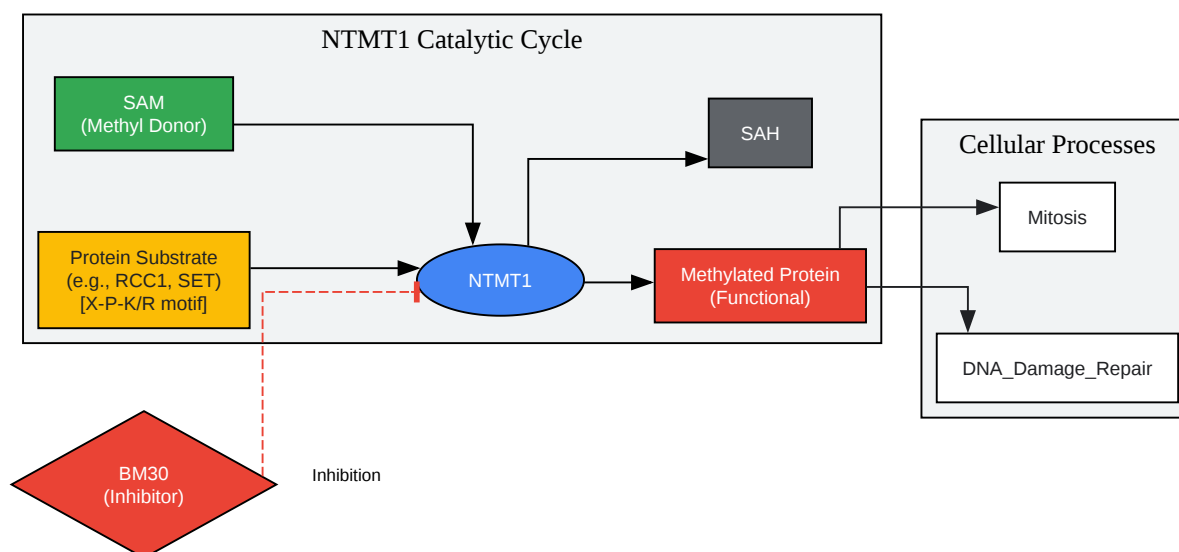 NTMT1 Catalytic Cycle
SAM
(Methyl Donor)
SAH
Cellular Processes
Mitosis
Protein Substrate
(e.g., RCC1, SET)
[X-P-K/R motif]
NTMT1
Methylated Protein
(Functional)
DNA_Damage_Repair
BM30
(Inhibitor)
Inhibition